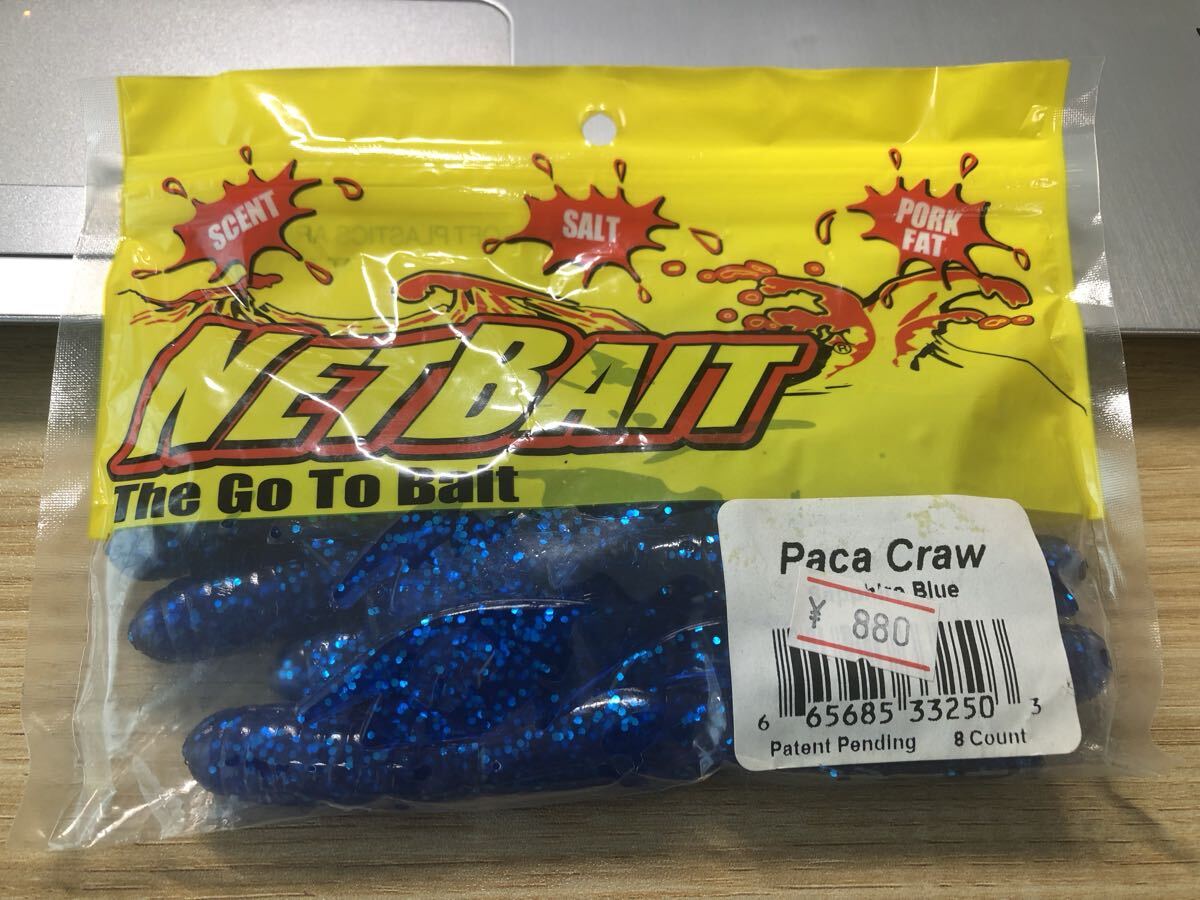 SCENT
SALT
PORK
FAT
NETBAIT®
The Go To Bait
Paca Craw
Blue
¥ 880
6 65685 33250 3
Patent Pending 8 Count